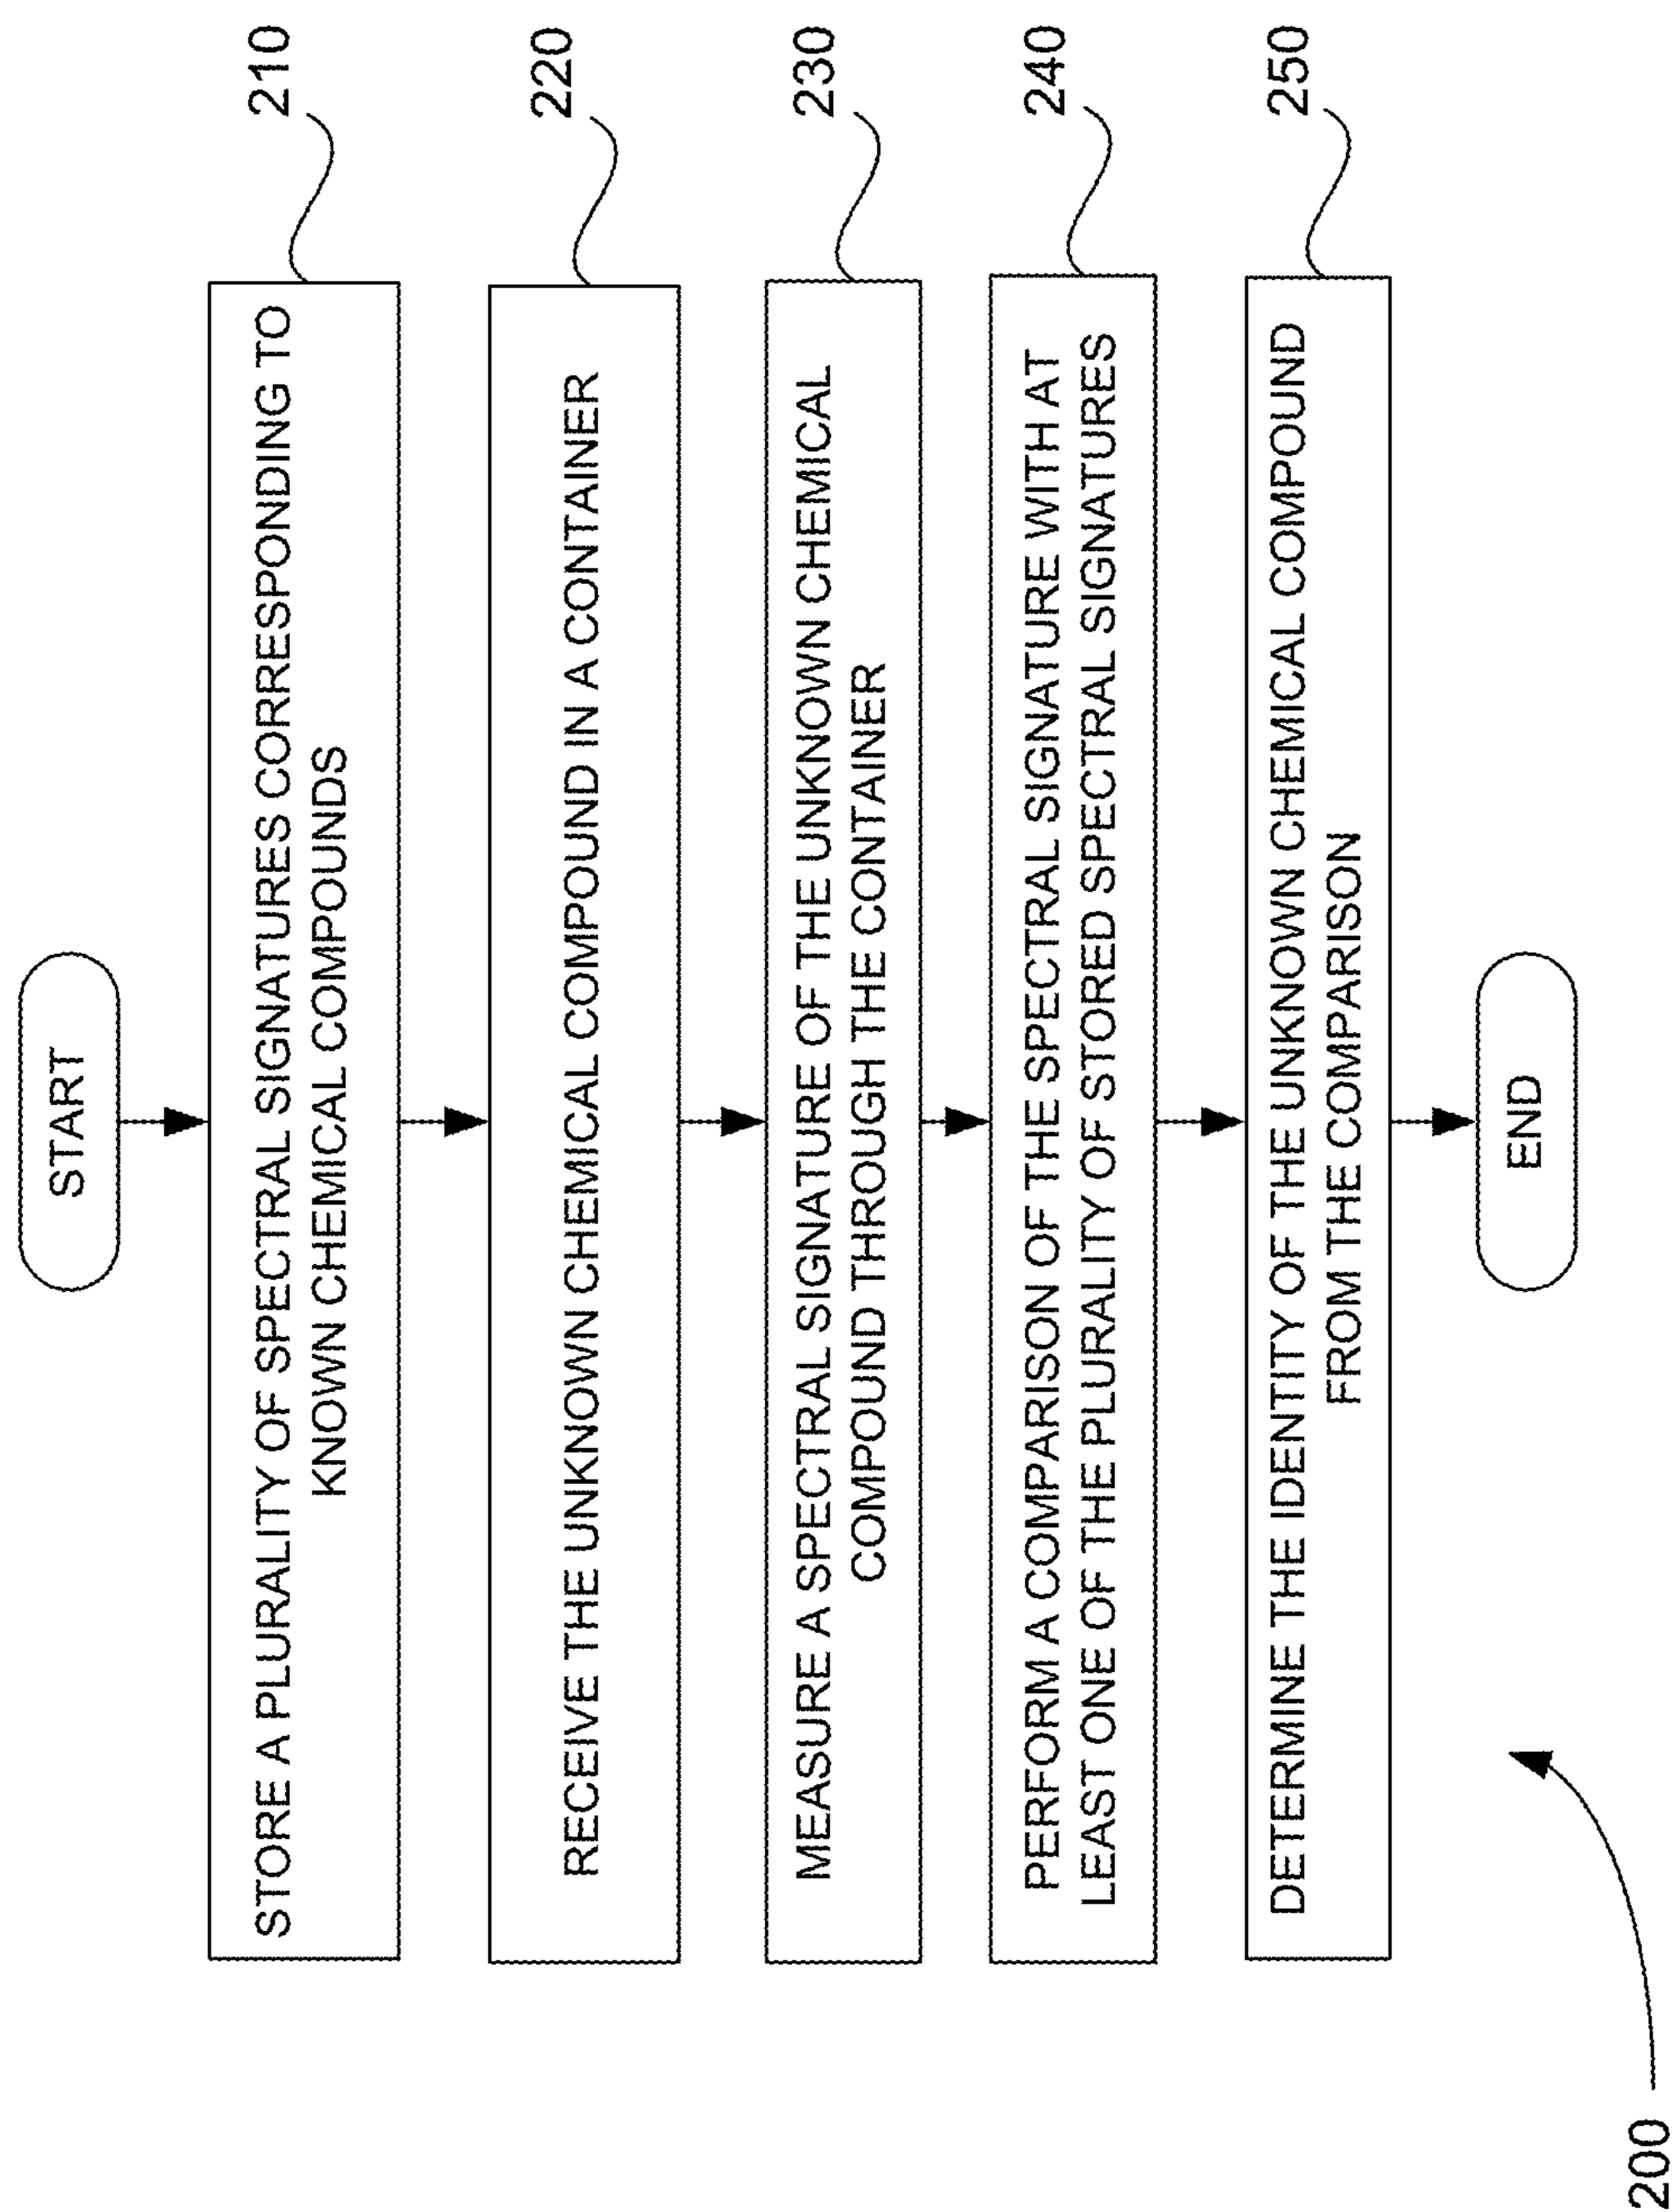 START
STORE A PLURALITY OF SPECTRAL SIGNATURES CORRESPONDING TO
KNOWN CHEMICAL COMPOUNDS
210
RECEIVE THE UNKNOWN CHEMICAL COMPOUND IN A CONTAINER
220
MEASURE A SPECTRAL SIGNATURE OF THE UNKNOWN CHEMICAL
COMPOUND THROUGH THE CONTAINER
230
PERFORM A COMPARISON OF THE SPECTRAL SIGNATURE WITH AT
LEAST ONE OF THE PLURALITY OF STORED SPECTRAL SIGNATURES
240
DETERMINE THE IDENTITY OF THE UNKNOWN CHEMICAL COMPOUND
FROM THE COMPARISON
250
END
200